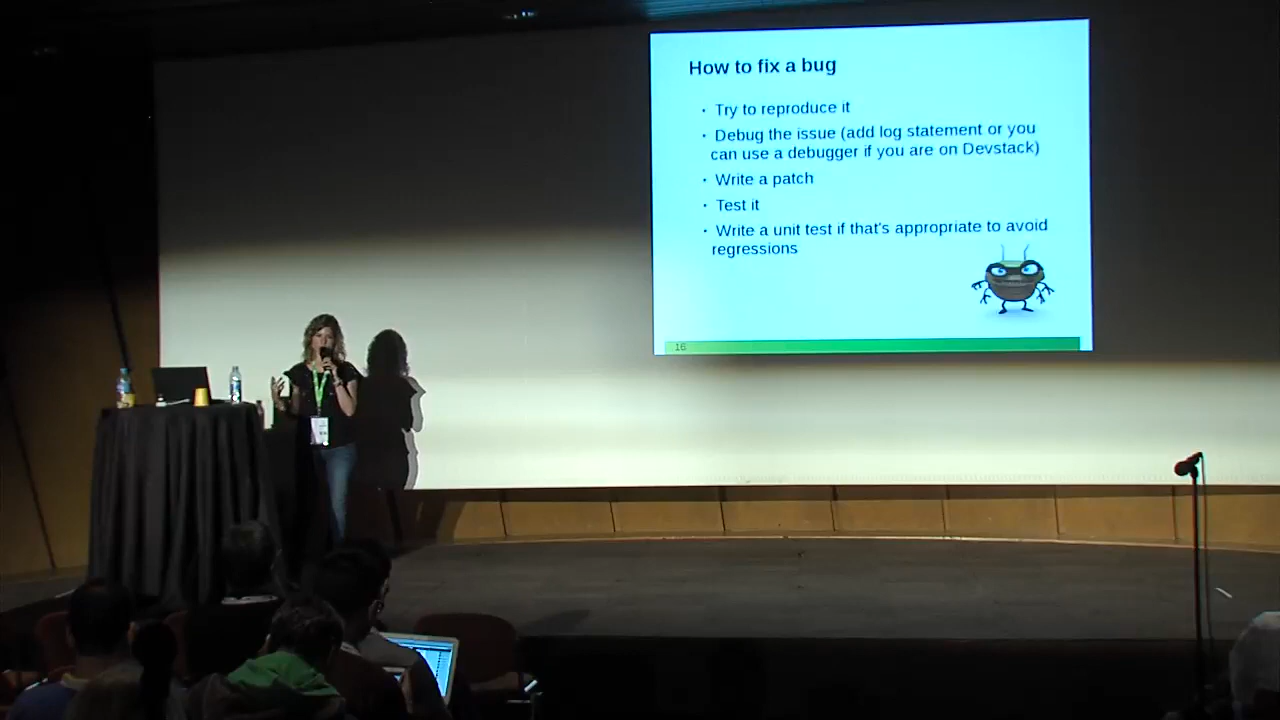 How to fix a bug
· Try to reproduce it
· Debug the issue (add log statement or you
can use a debugger if you are on Devstack)
· Write a patch
· Test it
· Write a unit test if that's appropriate to avoid
regressions
16